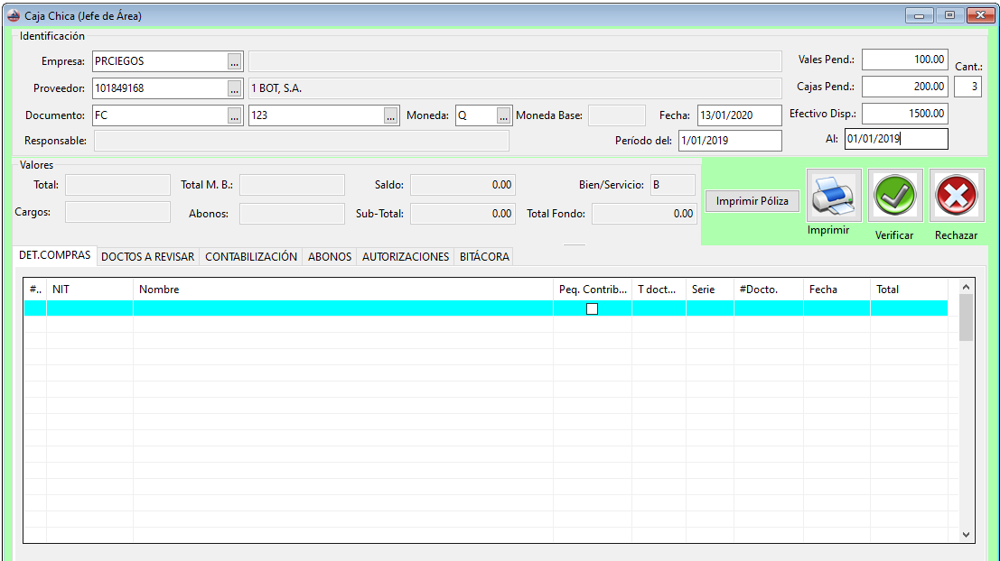 Caja Chica (Jefe de Área)
Identificación
Empresa: PRCIEGOS ... Vales Pend.: 100.00 Cant.:
Proveedor: 101849168 ... 1 BOT, S.A. Cajas Pend.: 200.00 3
Documento: FC ... 123 ... Moneda: Q ... Moneda Base: Fecha: 13/01/2020 Efectivo Disp.: 1500.00
Responsable: Período del: 1/01/2019 Al: 01/01/2019
Valores
Total: Total M. B.: Saldo: 0.00 Bien/Servicio: B
Cargos: Abonos: Sub-Total: 0.00 Total Fondo: 0.00
Imprimir Póliza Imprimir Verificar Rechazar
DET.COMPRAS DOCTOS A REVISAR CONTABILIZACIÓN ABONOS AUTORIZACIONES BITÁCORA
#.. NIT Nombre Peq. Contrib... T doct... Serie #Docto. Fecha Total